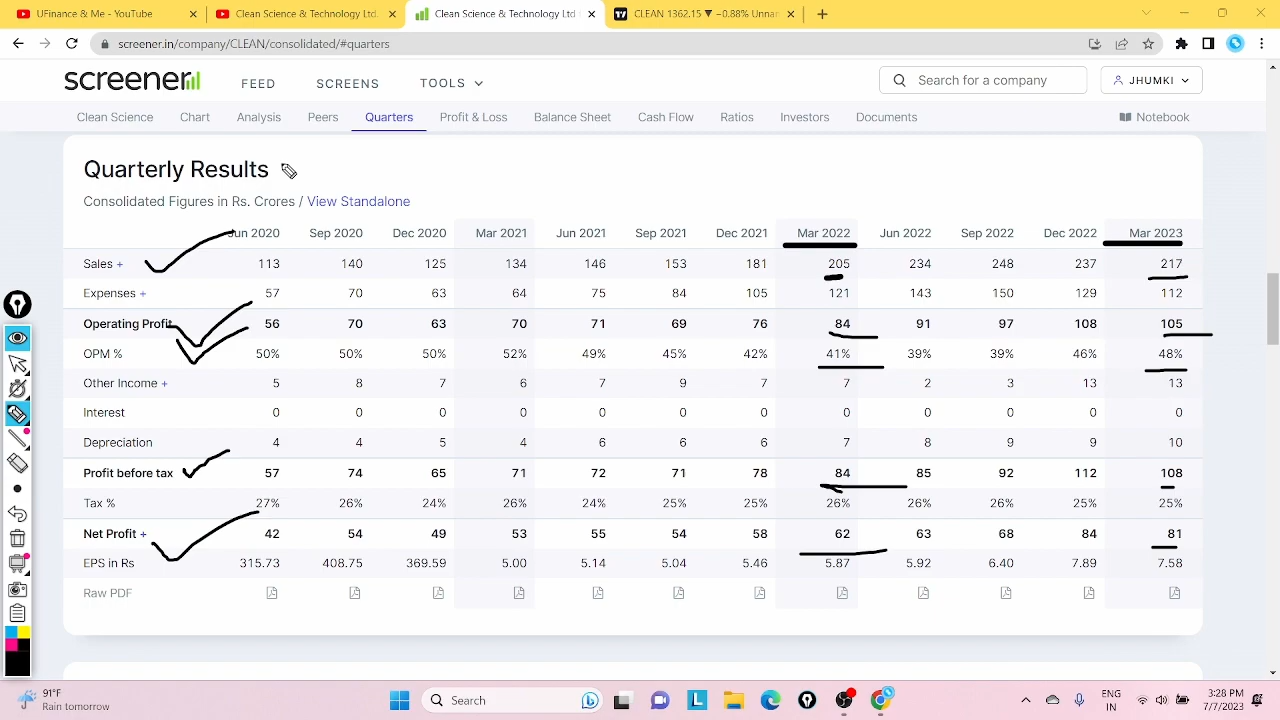 UFinance & Me - YouTube
Clean Science & Technology Ltd.
Clean Science & Technology Ltd
CLEAN 1362.15 ▼ −0.88% Unnar
screener.in/company/CLEAN/consolidated/#quarters
screener FEED SCREENS TOOLS Search for a company JHUMKI
Clean Science Chart Analysis Peers Quarters Profit & Loss Balance Sheet Cash Flow Ratios Investors Documents Notebook
Quarterly Results
Consolidated Figures in Rs. Crores / View Standalone
Jun 2020 Sep 2020 Dec 2020 Mar 2021 Jun 2021 Sep 2021 Dec 2021 Mar 2022 Jun 2022 Sep 2022 Dec 2022 Mar 2023
Sales + 113 140 125 134 146 153 181 205 234 248 237 217
Expenses + 57 70 63 64 75 84 105 121 143 150 129 112
Operating Profit 56 70 63 70 71 69 76 84 91 97 108 105
OPM % 50% 50% 50% 52% 49% 45% 42% 41% 39% 39% 46% 48%
Other Income + 5 8 7 6 7 9 7 7 2 3 13 13
Interest 0 0 0 0 0 0 0 0 0 0 0 0
Depreciation 4 4 5 4 6 6 6 7 8 9 9 10
Profit before tax 57 74 65 71 72 71 78 84 85 92 112 108
Tax % 27% 26% 24% 26% 24% 25% 25% 26% 26% 26% 25% 25%
Net Profit + 42 54 49 53 55 54 58 62 63 68 84 81
EPS in Rs 315.73 408.75 369.59 5.00 5.14 5.04 5.46 5.87 5.92 6.40 7.89 7.58
Raw PDF
91°F
Rain tomorrow
Search
ENG
IN
3:28 PM
7/7/2023